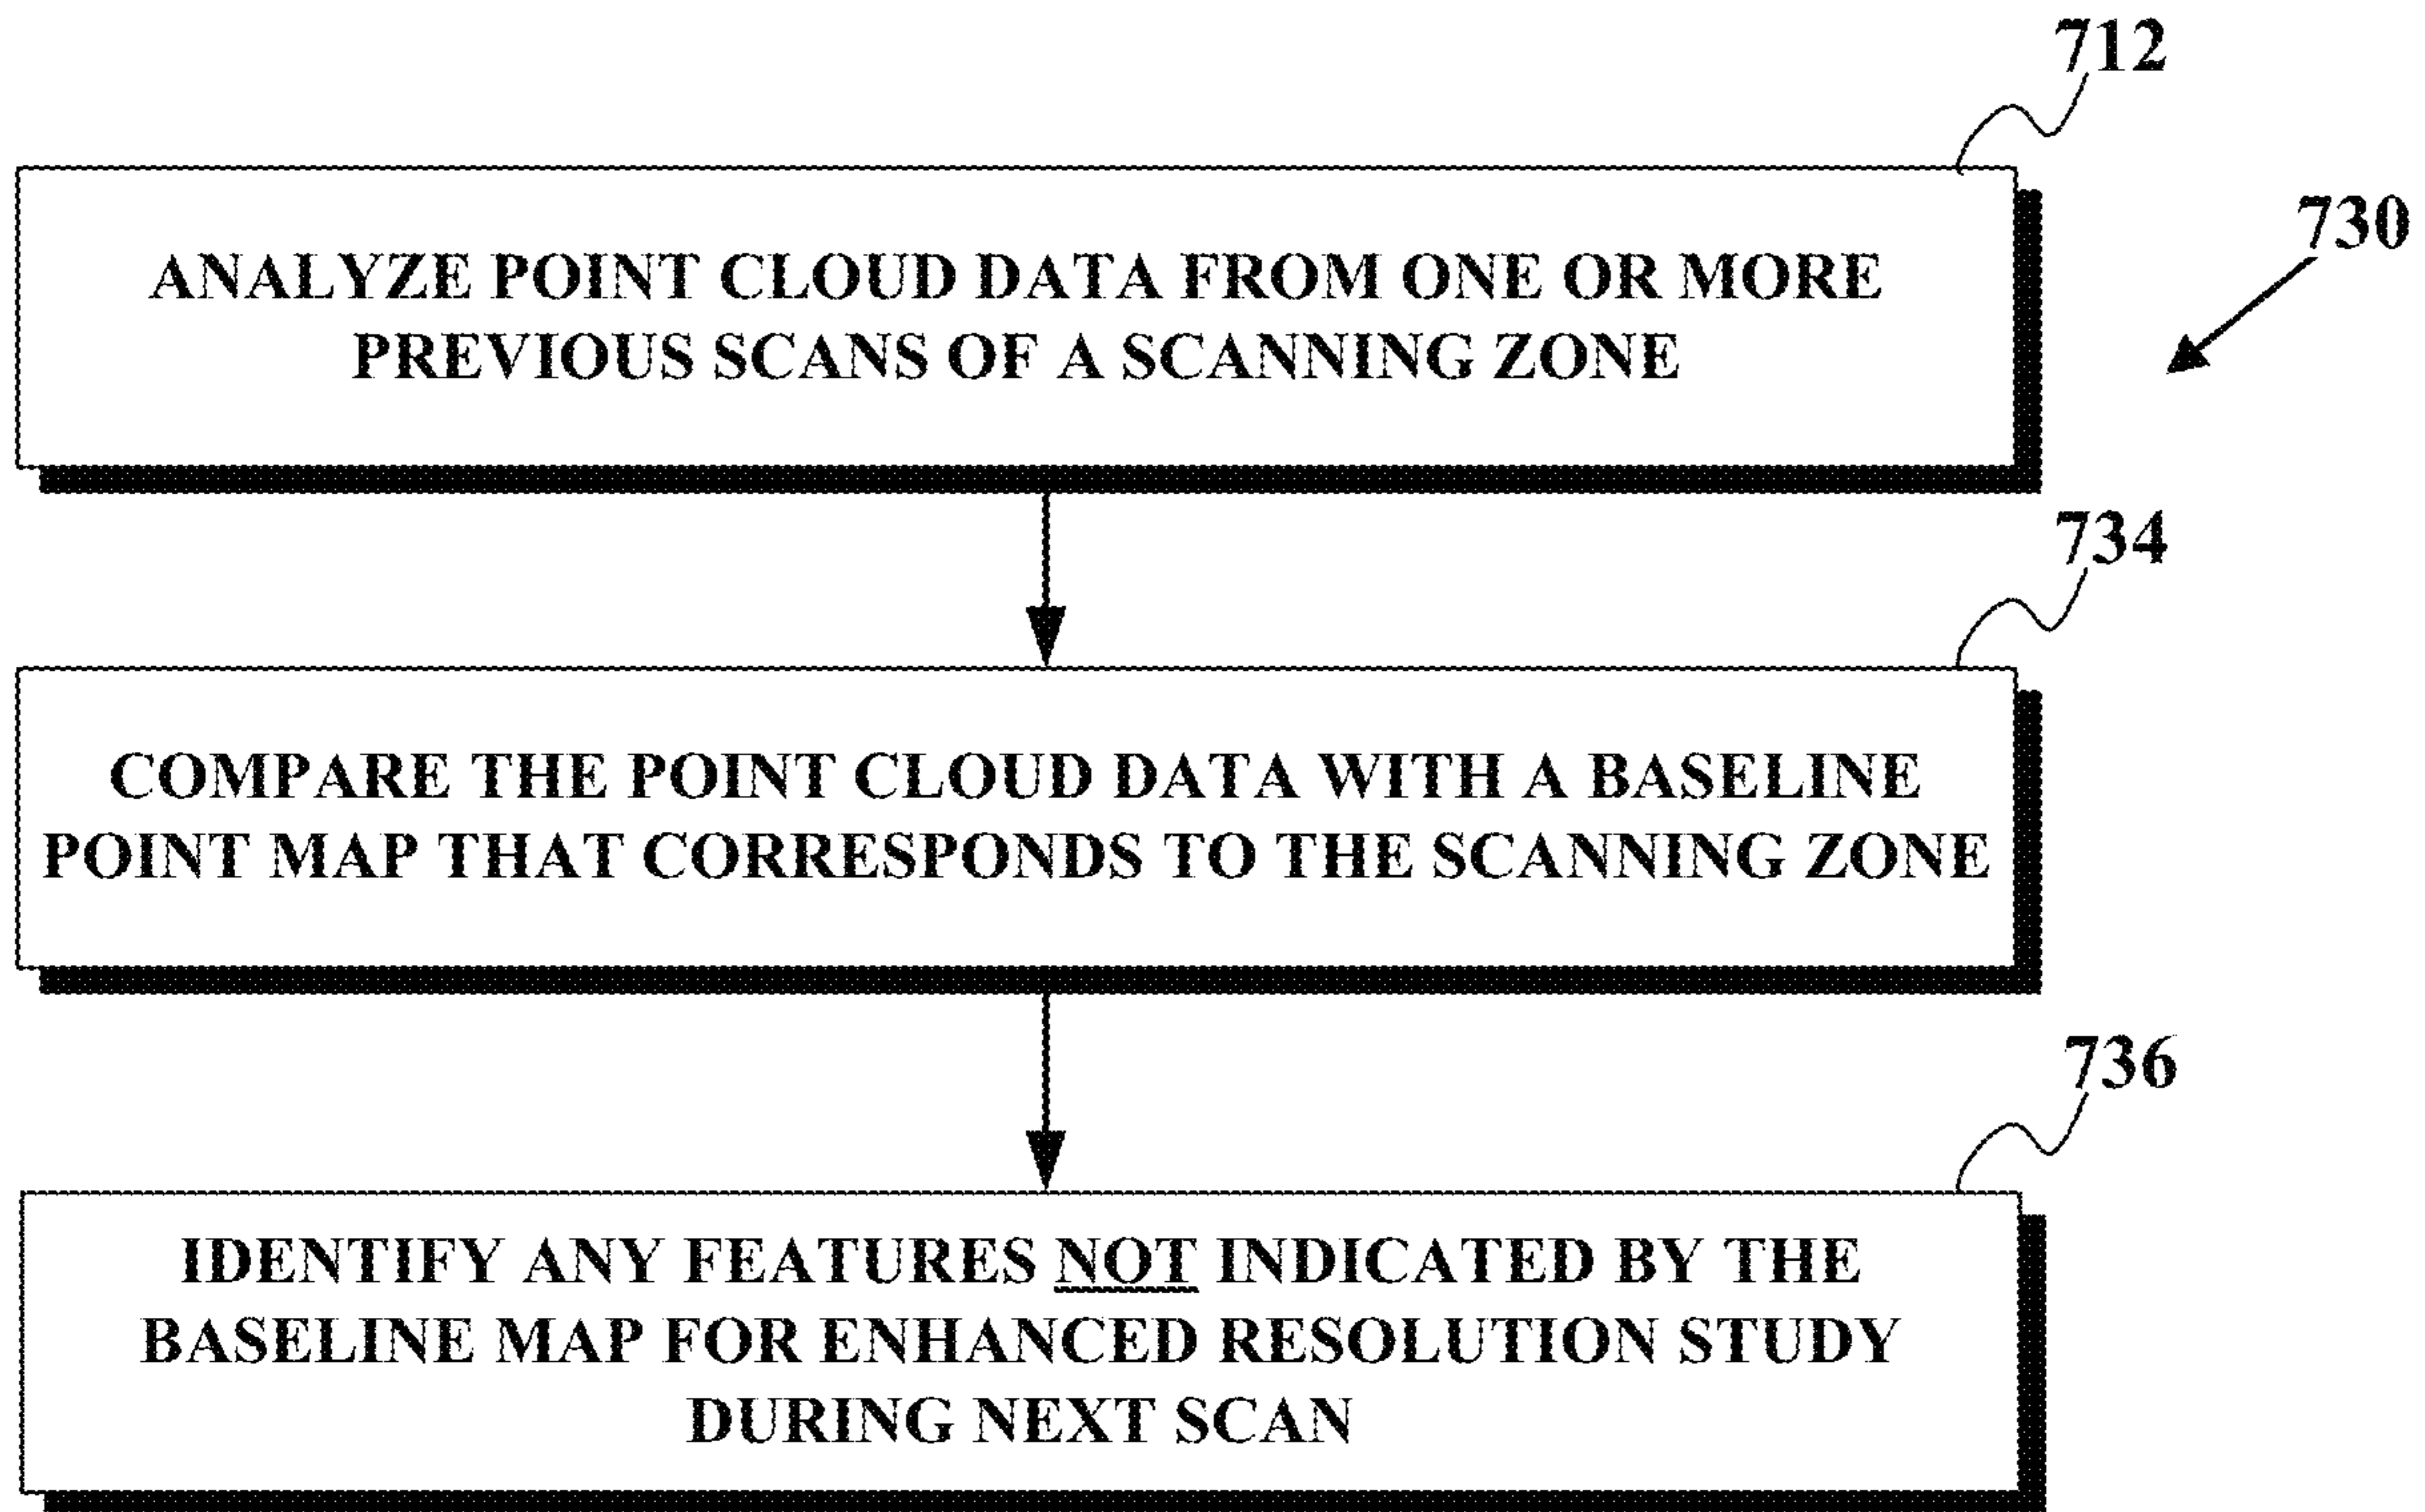 712
730
ANALYZE POINT CLOUD DATA FROM ONE OR MORE
PREVIOUS SCANS OF A SCANNING ZONE
734
COMPARE THE POINT CLOUD DATA WITH A BASELINE
POINT MAP THAT CORRESPONDS TO THE SCANNING ZONE
736
IDENTIFY ANY FEATURES NOT INDICATED BY THE
BASELINE MAP FOR ENHANCED RESOLUTION STUDY
DURING NEXT SCAN